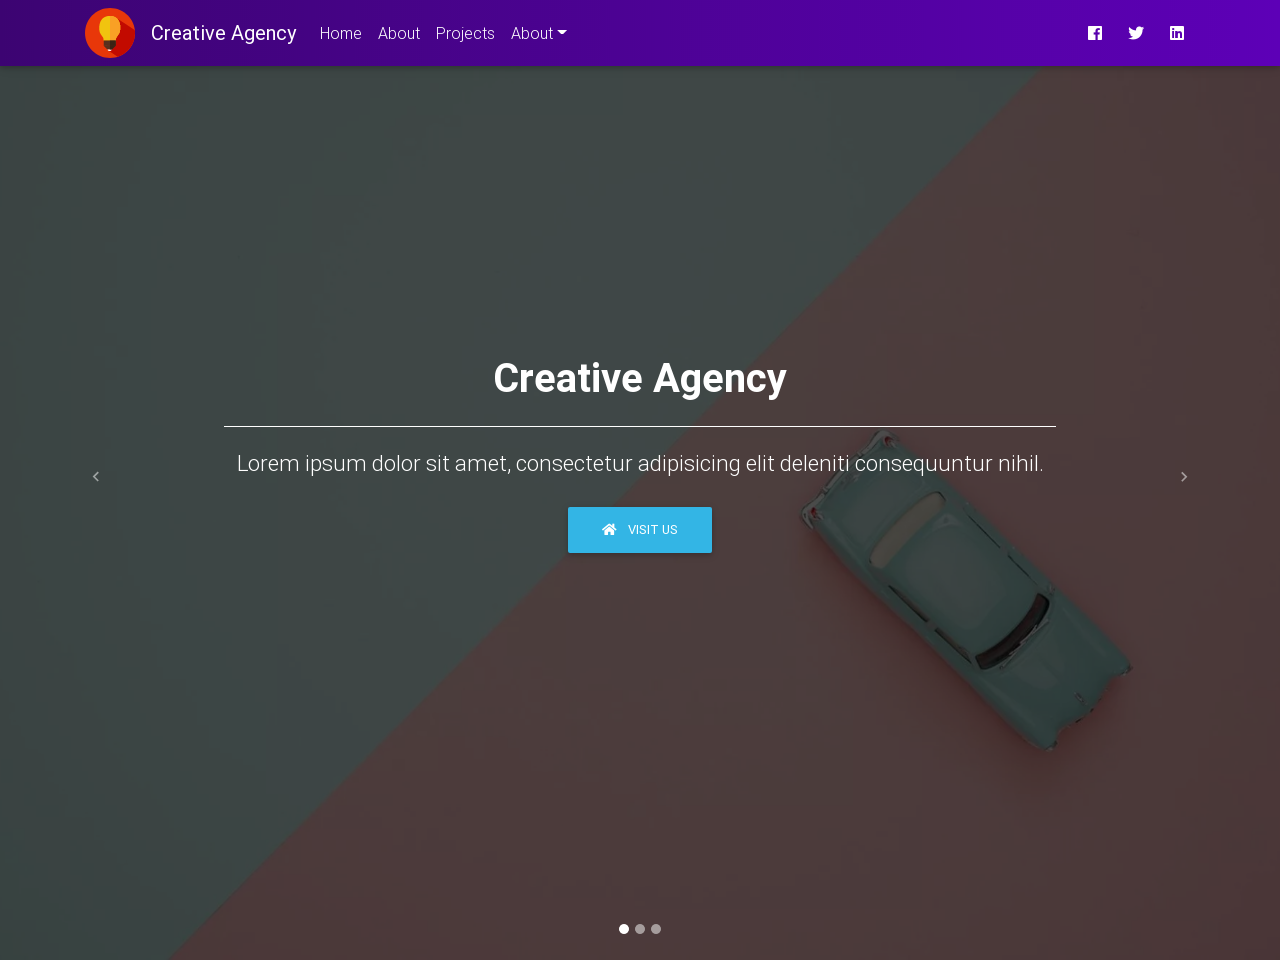 Creative Agency Home About Projects About
Creative Agency
Lorem ipsum dolor sit amet, consectetur adipisicing elit deleniti consequuntur nihil.
VISIT US